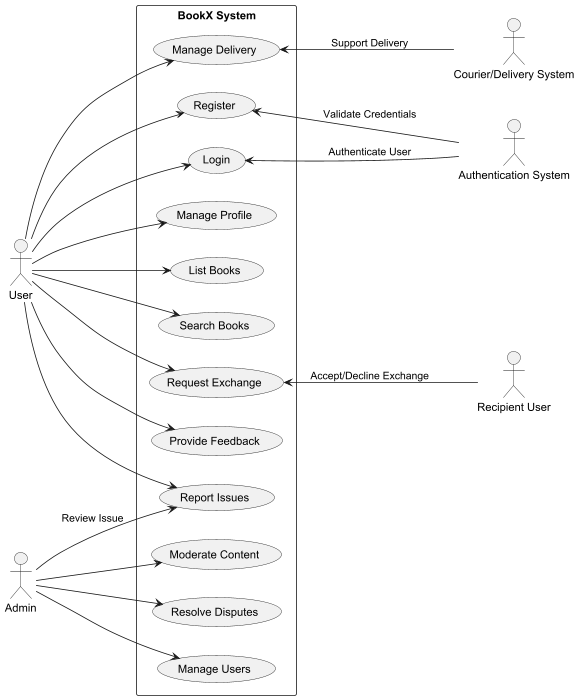 BookX System
Manage Delivery
Support Delivery
Courier/Delivery System
Register
Validate Credentials
Login
Authenticate User
Authentication System
Manage Profile
List Books
User
Search Books
Request Exchange
Accept/Decline Exchange
Recipient User
Provide Feedback
Report Issues
Review Issue
Moderate Content
Admin
Resolve Disputes
Manage Users